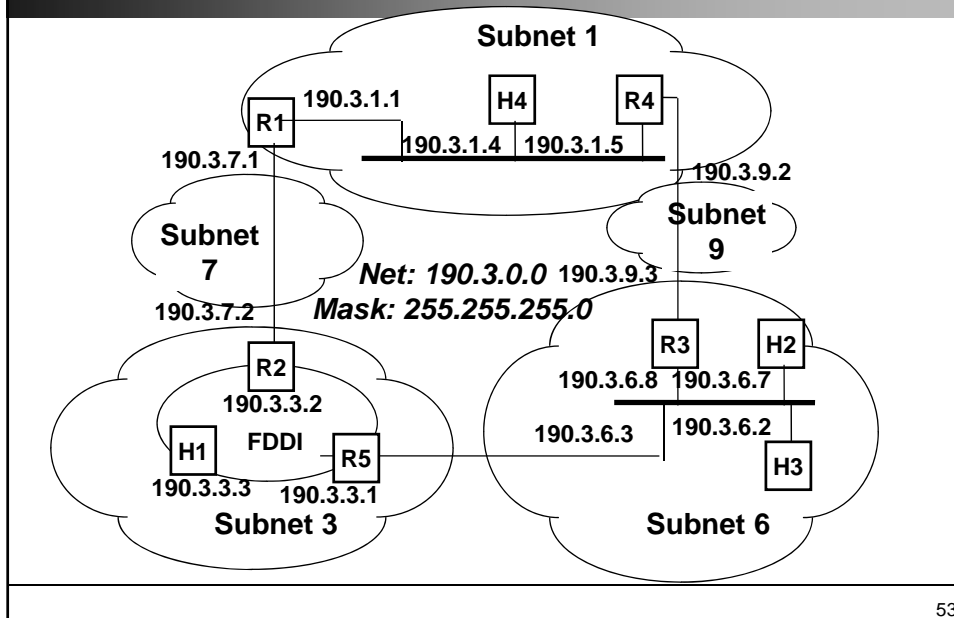 Subnet 1
190.3.1.1
H4
R4
R1
190.3.1.4
190.3.1.5
190.3.7.1
190.3.9.2
Subnet
7
Subnet
9
Net: 190.3.0.0
190.3.9.3
Mask: 255.255.255.0
190.3.7.2
R2
R3
H2
190.3.3.2
190.3.6.8
190.3.6.7
H1
FDDI
R5
190.3.6.3
190.3.6.2
H3
190.3.3.3
190.3.3.1
Subnet 3
Subnet 6
53